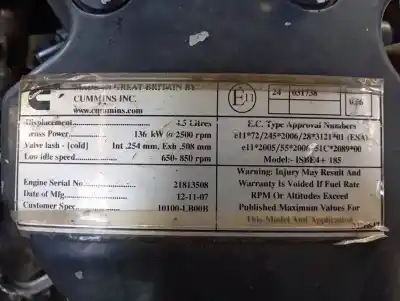 MADE IN GREAT BRITAIN BY
CUMMINS INC.
www.cummins.com
Displacement 4.5 Litres
Gross Power 136 kW @ 2500 rpm
Valve lash - [cold] Int .254 mm, Exh .508 mm
Low idle speed 650- 850 rpm
Engine Serial No 21813508
Date of Mfg 12-11-07
Customer Spec 10100-LB00B
E11
24 031738
E.C. Type Approval Numbers
e11*72/245*2006/28*3121*01 (ESA)
e11*2005/55*2006/51C*2089*00
Model:- ISBE4+ 185
Warning: Injury May Result And
Warranty Is Voided If Fuel Rate
RPM Or Altitudes Exceed
Published Maximum Values For
This Model And Application